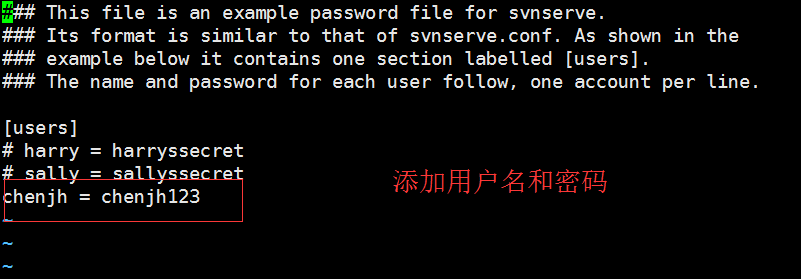 ### This file is an example password file for svnserve.
### Its format is similar to that of svnserve.conf. As shown in the
### example below it contains one section labelled [users].
### The name and password for each user follow, one account per line.
[users]
# harry = harryssecret
# sally = sallyssecret
chenjh = chenjh123
添加用户名和密码
~
~
~